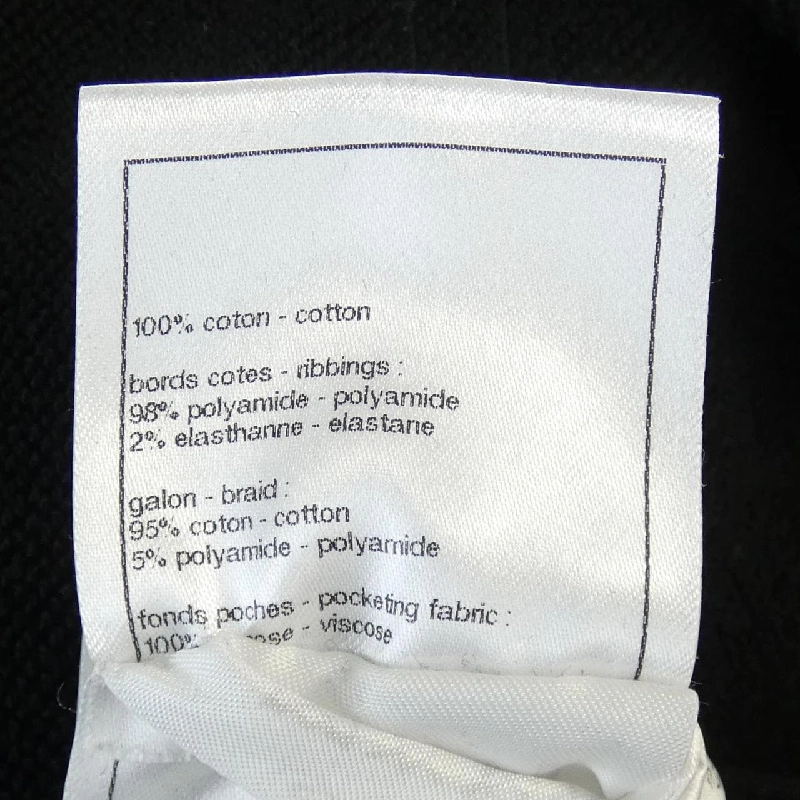 100% coton - cotton
bords cotes - ribbings :
98% polyamide - polyamide
2% elasthanne - elastane
galon - braid :
95% coton - cotton
5% polyamide - polyamide
fonds poches - pocketing fabric :
100% - viscose